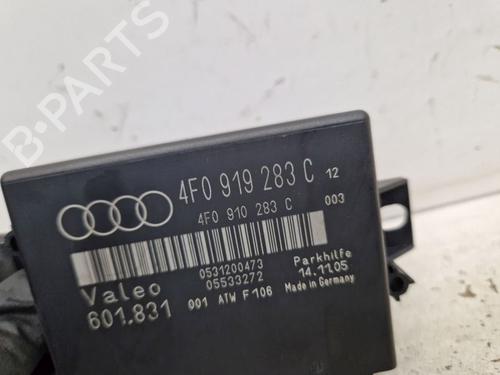 B-PARTS
4F0 919 283 C 12
4F0 910 283 C 003
0531200473
05533272
Valeo
601.831
001 ATW F106
Parkhilfe
14.11.05
Made in Germany